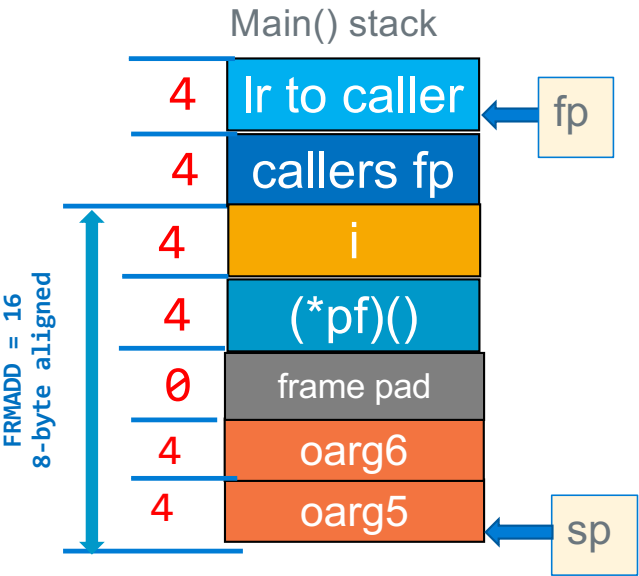 Main() stack
4
lr to caller
fp
4
callers fp
4
i
FRMADD = 16
8-byte aligned
4
(*pf)()
0
frame pad
4
oarg6
4
oarg5
sp